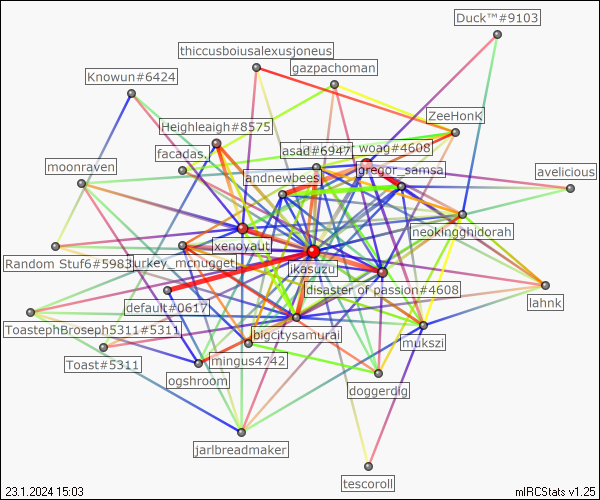 Duck™#9103
thiccusboiusalexusjoneus
gazpachoman
Knowun#6424
ZeeHonK
Heighleigh#8575
asad#6947
woag#4608
facadas.
moonraven
gregor_samsa
avelicious
andnewbees
neokingghidorah
xenoyaut
Random Stuf6#5983
turkey_mcnugget
jkasuzu
disaster of passion#4608
lahnk
default#0617
ToastephBroseph5311#5311
bigcitysamurai
mukszi
Toast#5311
mingus4742
ogshroom
doggerdig
jarlbreadmaker
tescoroll
23.1.2024 15:03
mIRCStats v1.25